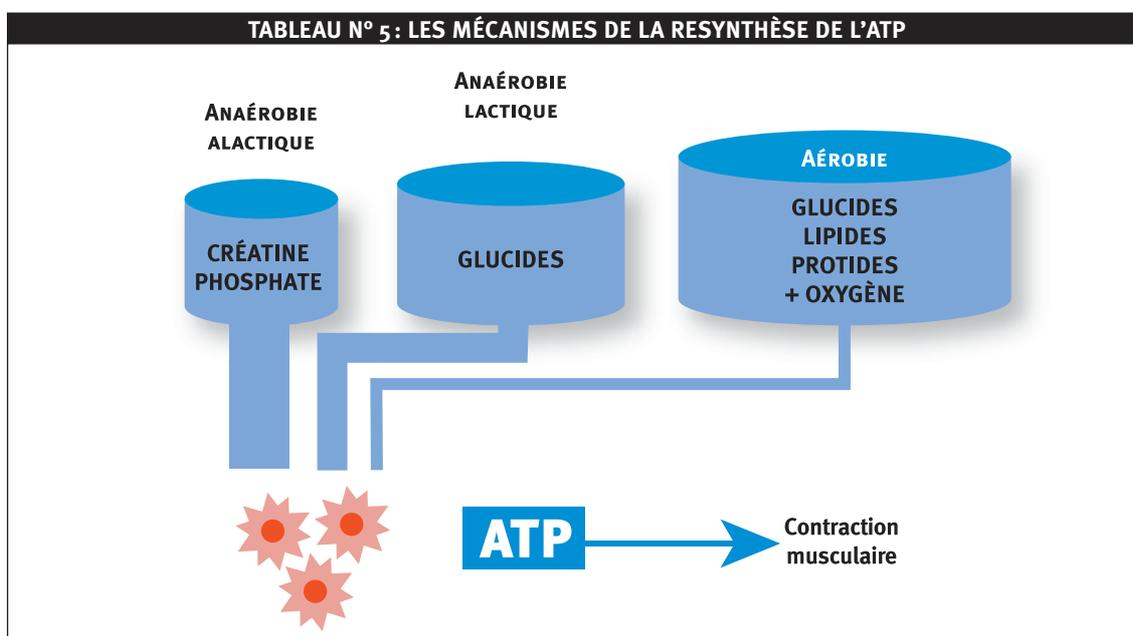 TABLEAU N° 5 : LES MÉCANISMES DE LA RESYNTHÈSE DE L'ATP
ANAÉROBIE
ALACTIQUE
ANAÉROBIE
LACTIQUE
AÉROBIE
CRÉATINE
PHOSPHATE
GLUCIDES
GLUCIDES
LIPIDES
PROTIDES
+ OXYGÈNE
ATP
Contraction
musculaire